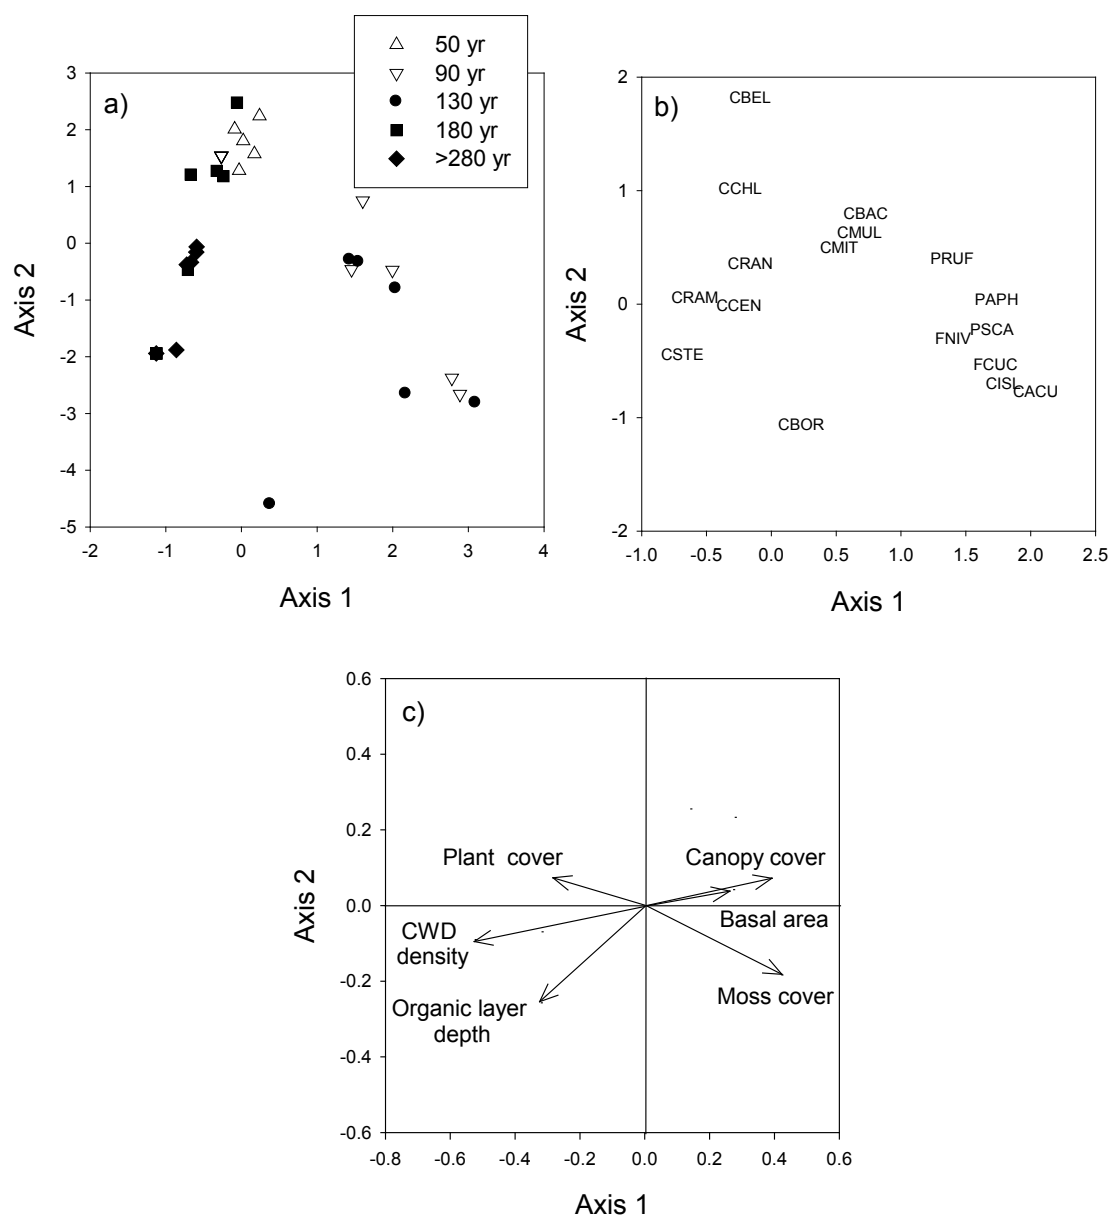 50 yr
90 yr
130 yr
180 yr
>280 yr
a)
3
2
1
0
-1
-2
-3
-4
-5
Axis 2
-2 -1 0 1 2 3 4
Axis 1
b)
2
1
0
-1
-2
Axis 2
CBEL
CCHL
CBAC
CMUL
CMIT
PRUF
CRAN
CRAM
CCEN
PAPH
PSCA
FNIV
CSTE
FCUC
CISL
CACU
CBOR
-1.0 -0.5 0.0 0.5 1.0 1.5 2.0 2.5
Axis 1
c)
0.6
0.4
0.2
0.0
-0.2
-0.4
-0.6
Axis 2
Plant cover
Canopy cover
Basal area
CWD
density
Moss cover
Organic layer
depth
-0.8 -0.6 -0.4 -0.2 0.0 0.2 0.4 0.6
Axis 1